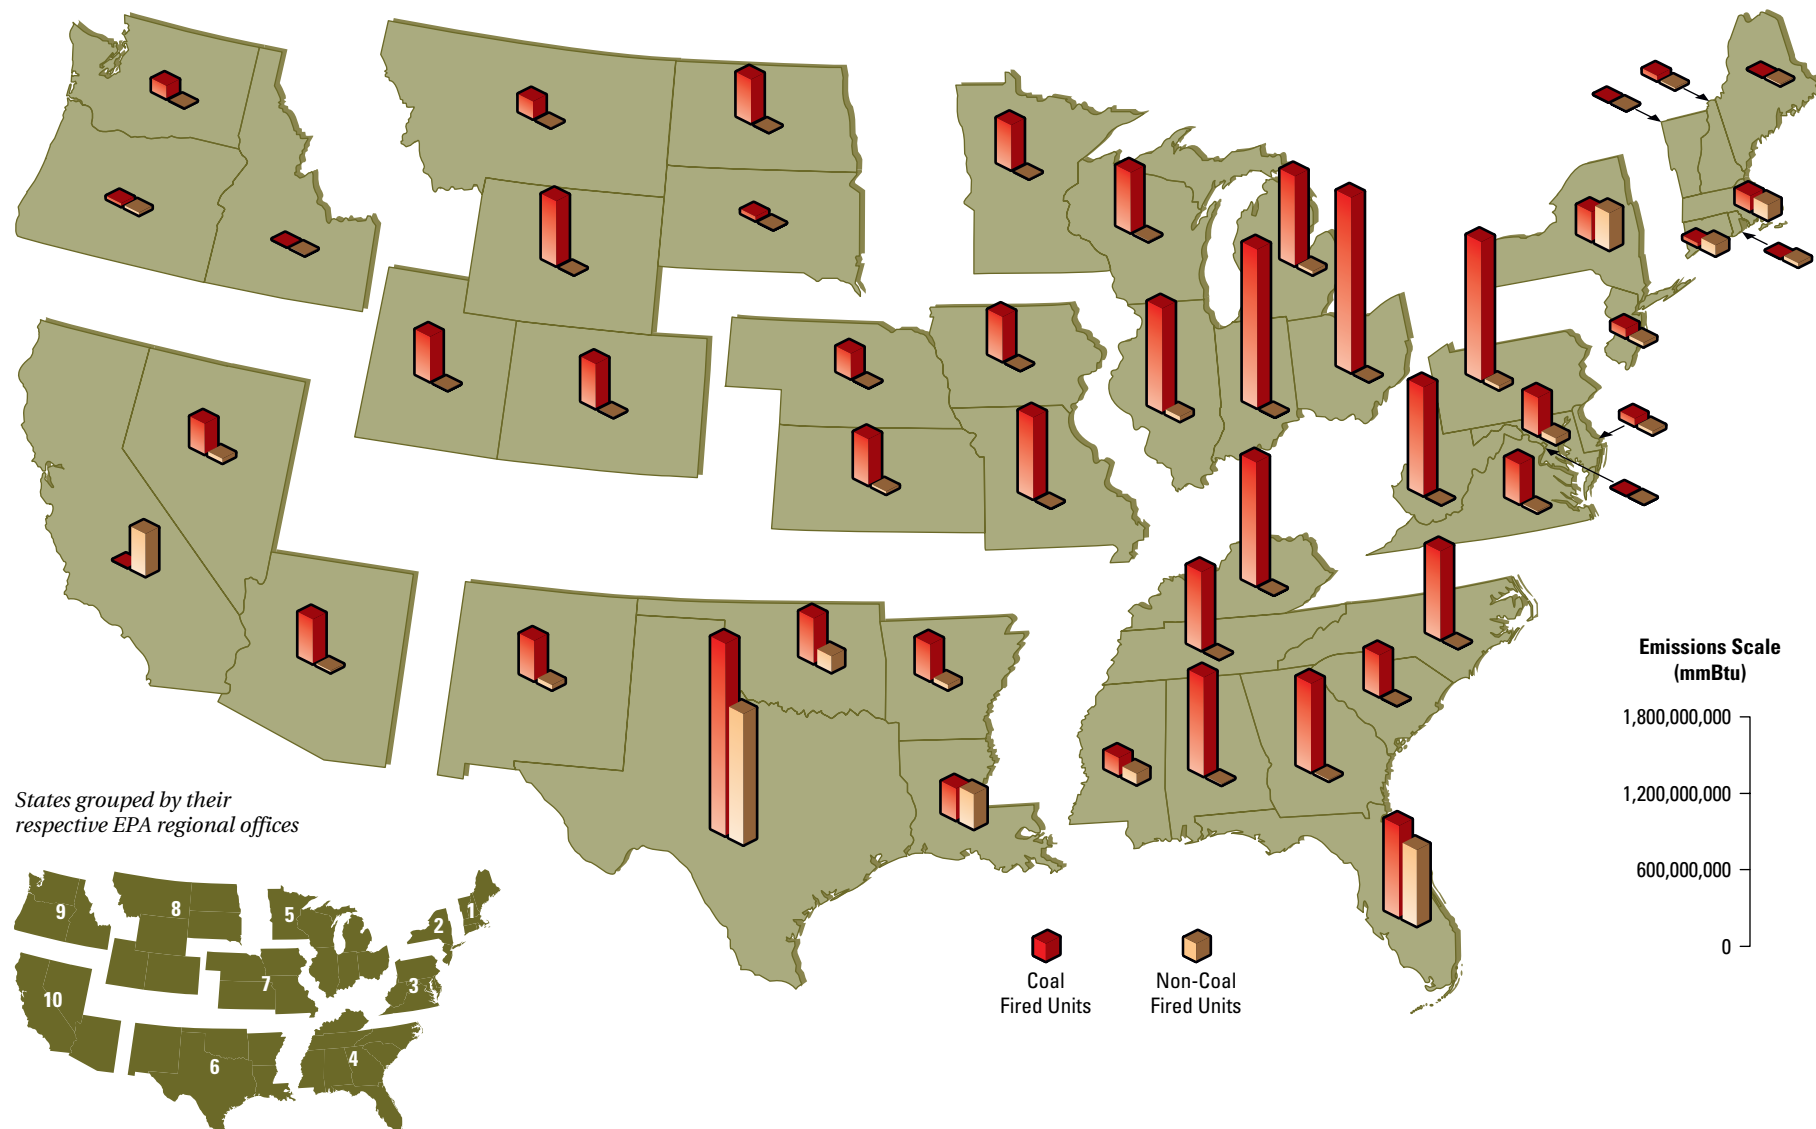 Emissions Scale
(mmBtu)
1,800,000,000
1,200,000,000
600,000,000
0
States grouped by their
respective EPA regional offices
9
8
5
2
1
7
3
10
6
4
Coal
Fired Units
Non-Coal
Fired Units